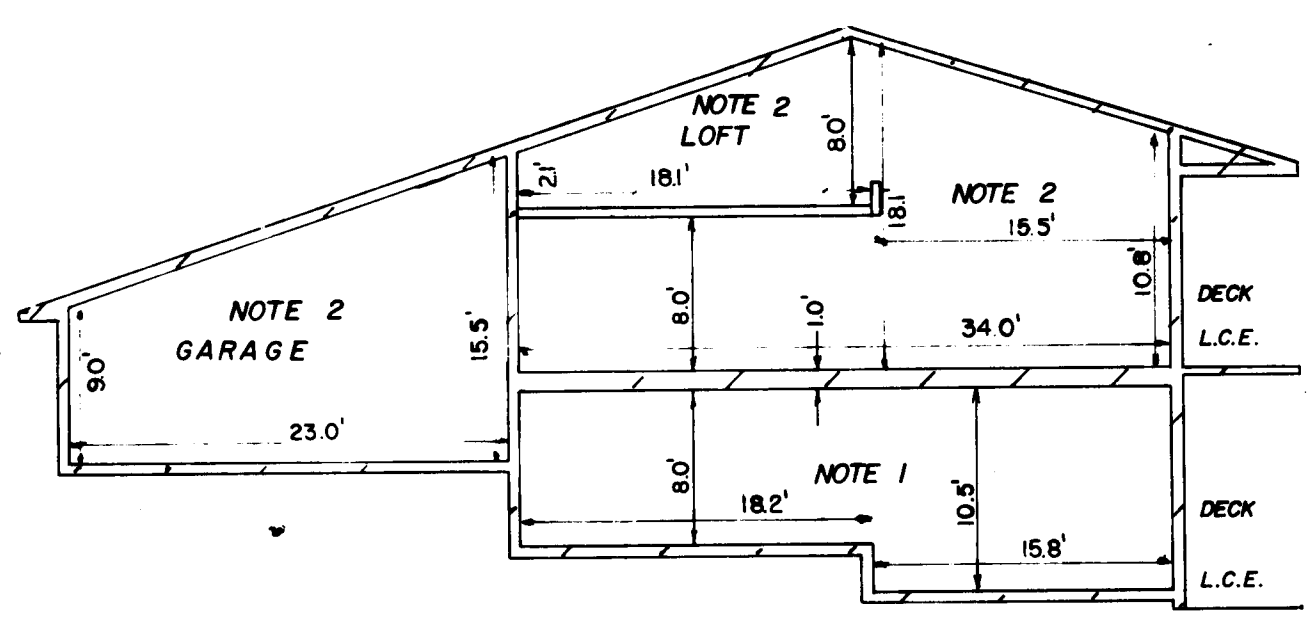 NOTE 2
LOFT
8.0'
2.1'
18.1'
18.1
NOTE 2
15.5'
10.8'
DECK
L.C.E.
NOTE 2
GARAGE
9.0'
15.5'
23.0'
8.0'
1.0'
34.0'
8.0'
18.2'
NOTE 1
10.5'
15.8'
DECK
L.C.E.